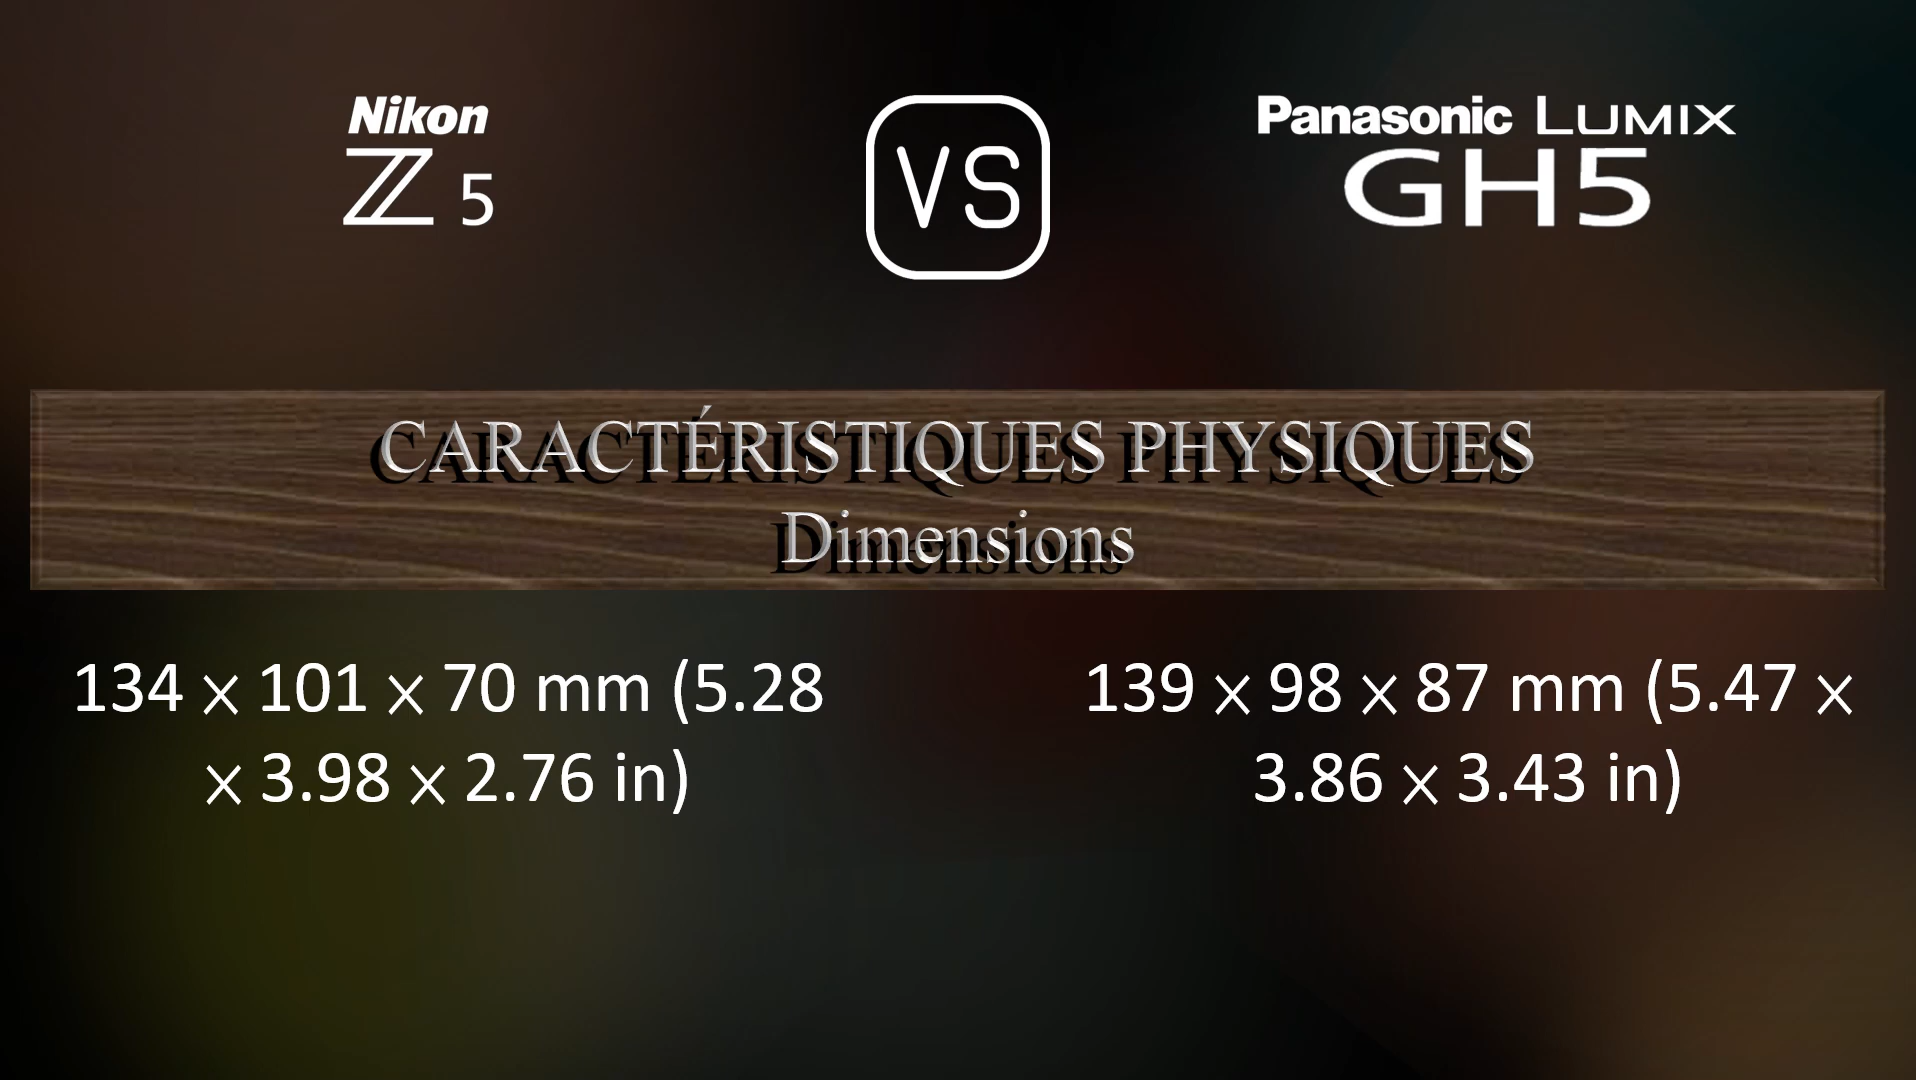 Nikon
Z 5
VS
Panasonic LUMIX
GH5
CARACTÉRISTIQUES PHYSIQUES
Dimensions
134 x 101 x 70 mm (5.28
x 3.98 x 2.76 in)
139 x 98 x 87 mm (5.47 x
3.86 x 3.43 in)